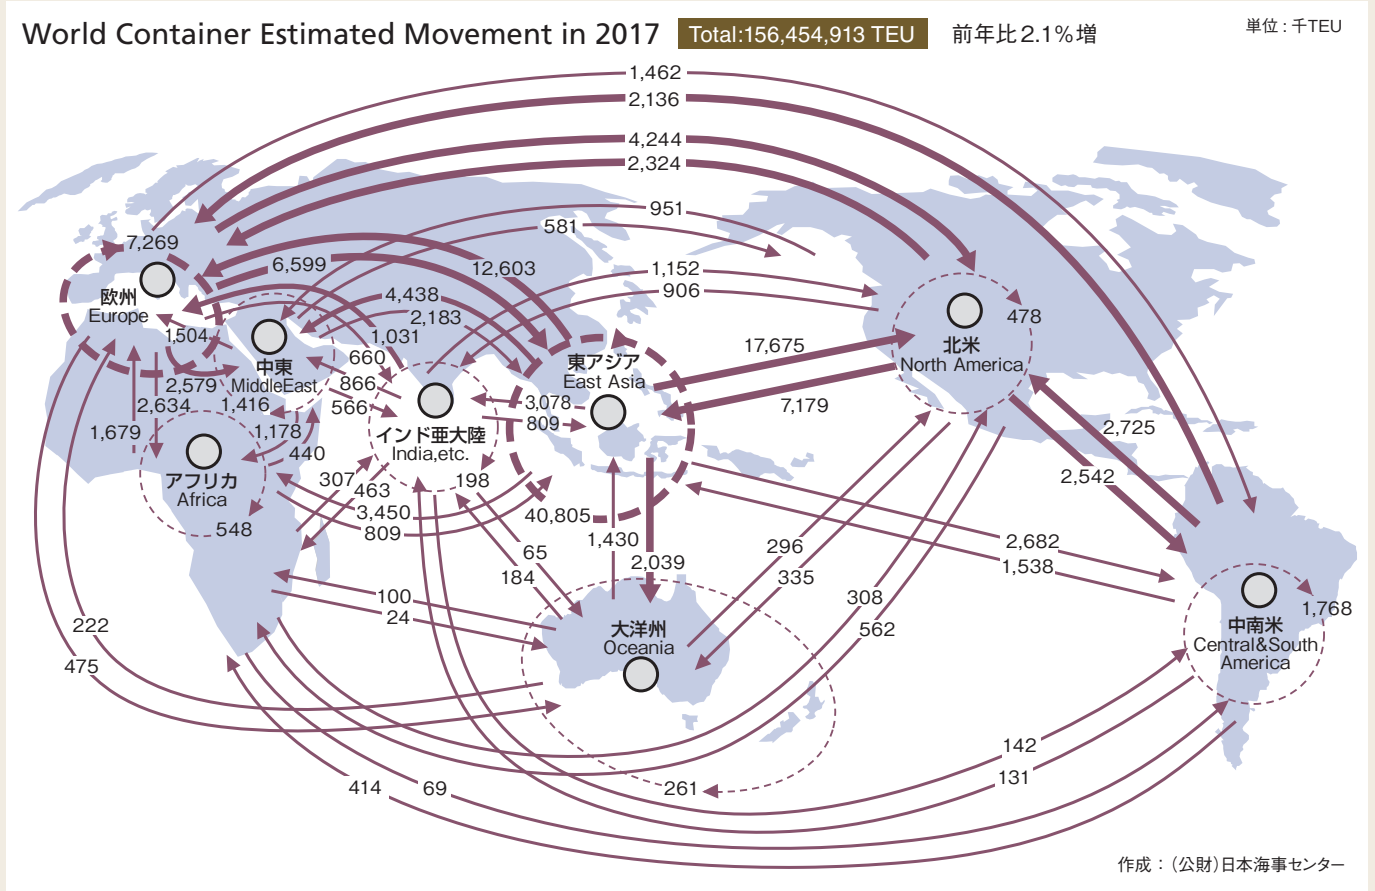 World Container Estimated Movement in 2017
Total:156,454,913 TEU
前年比2.1%増
単位:千TEU
1,462
2,136
4,244
2,324
951
581
7,269
6,599
12,603
1,152
906
欧州
Europe
4,438
2,183
1,031
1,504
中東
MiddleEast
660
866
566
2,579
2,634
1,416
1,679
1,178
440
東アジア
East Asia
3,078
809
17,675
7,179
478
北米
North America
インド亜大陸
India,etc.
198
アフリカ
Africa
548
307
463
3,450
809
40,805
1,430
2,039
65
184
100
24
2,725
2,542
2,682
1,538
296
335
308
562
大洋州
Oceania
261
1,768
中南米
Central&South
America
222
475
142
131
414
69
作成:(公財)日本海事センター